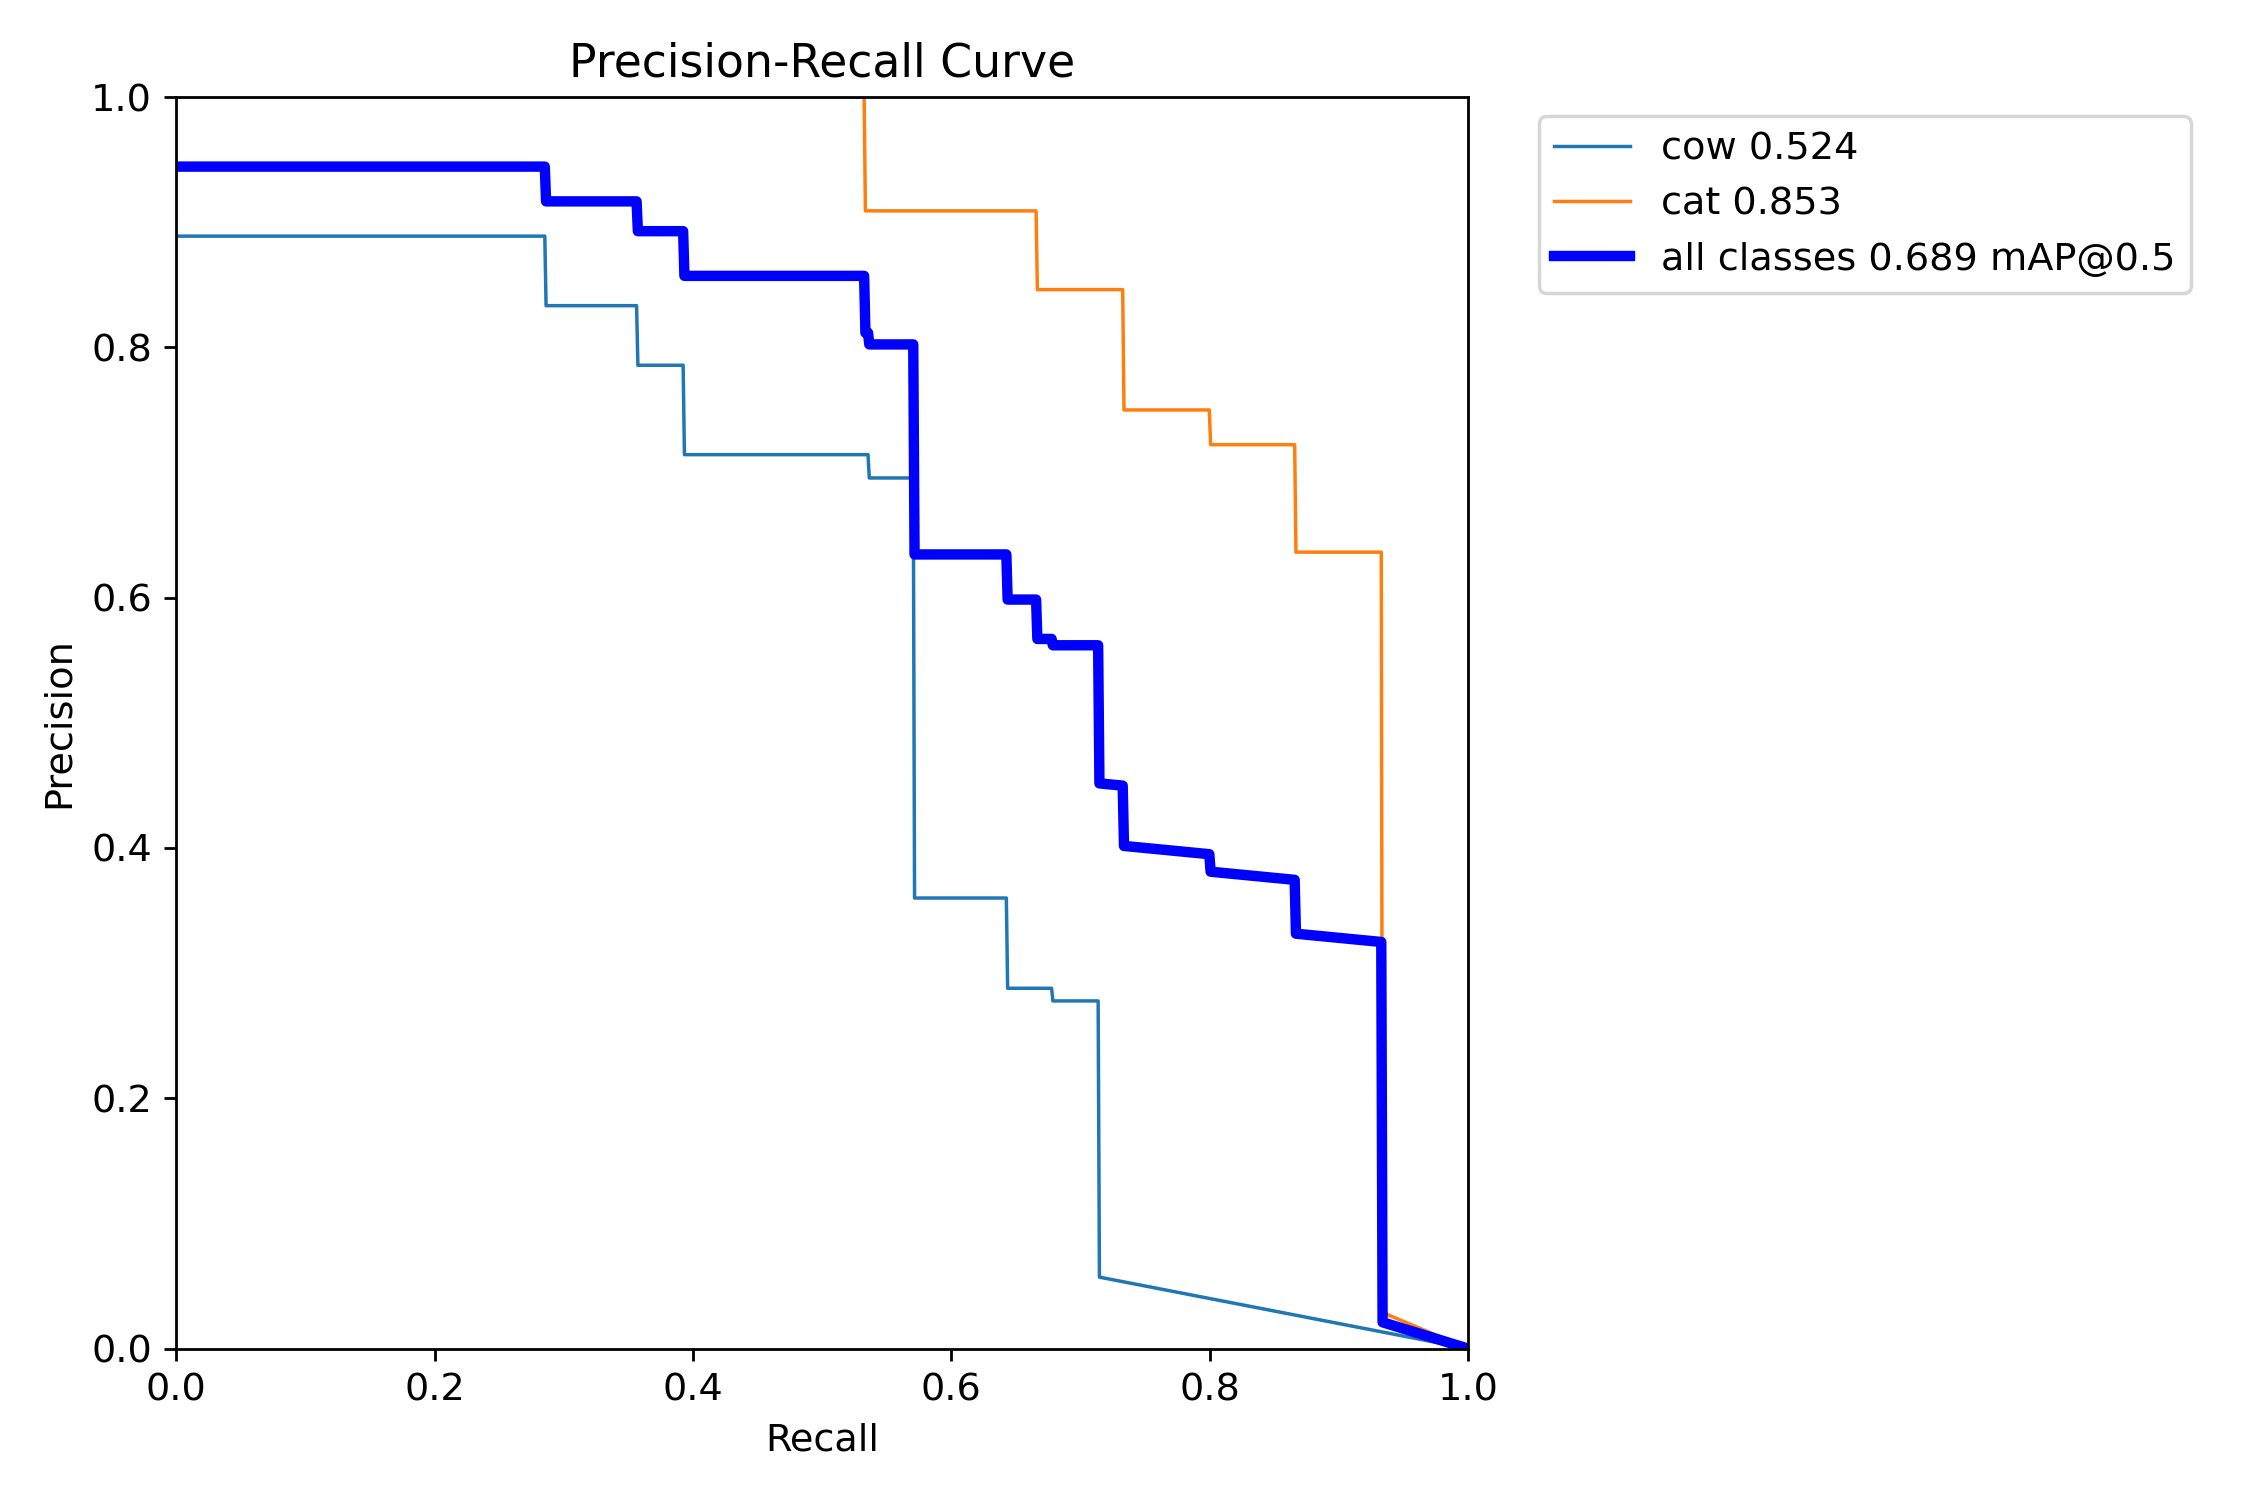 Precision-Recall Curve
1.0
0.8
0.6
0.4
0.2
0.0
Precision
0.0 0.2 0.4 0.6 0.8 1.0
Recall
cow 0.524
cat 0.853
all classes 0.689 mAP@0.5